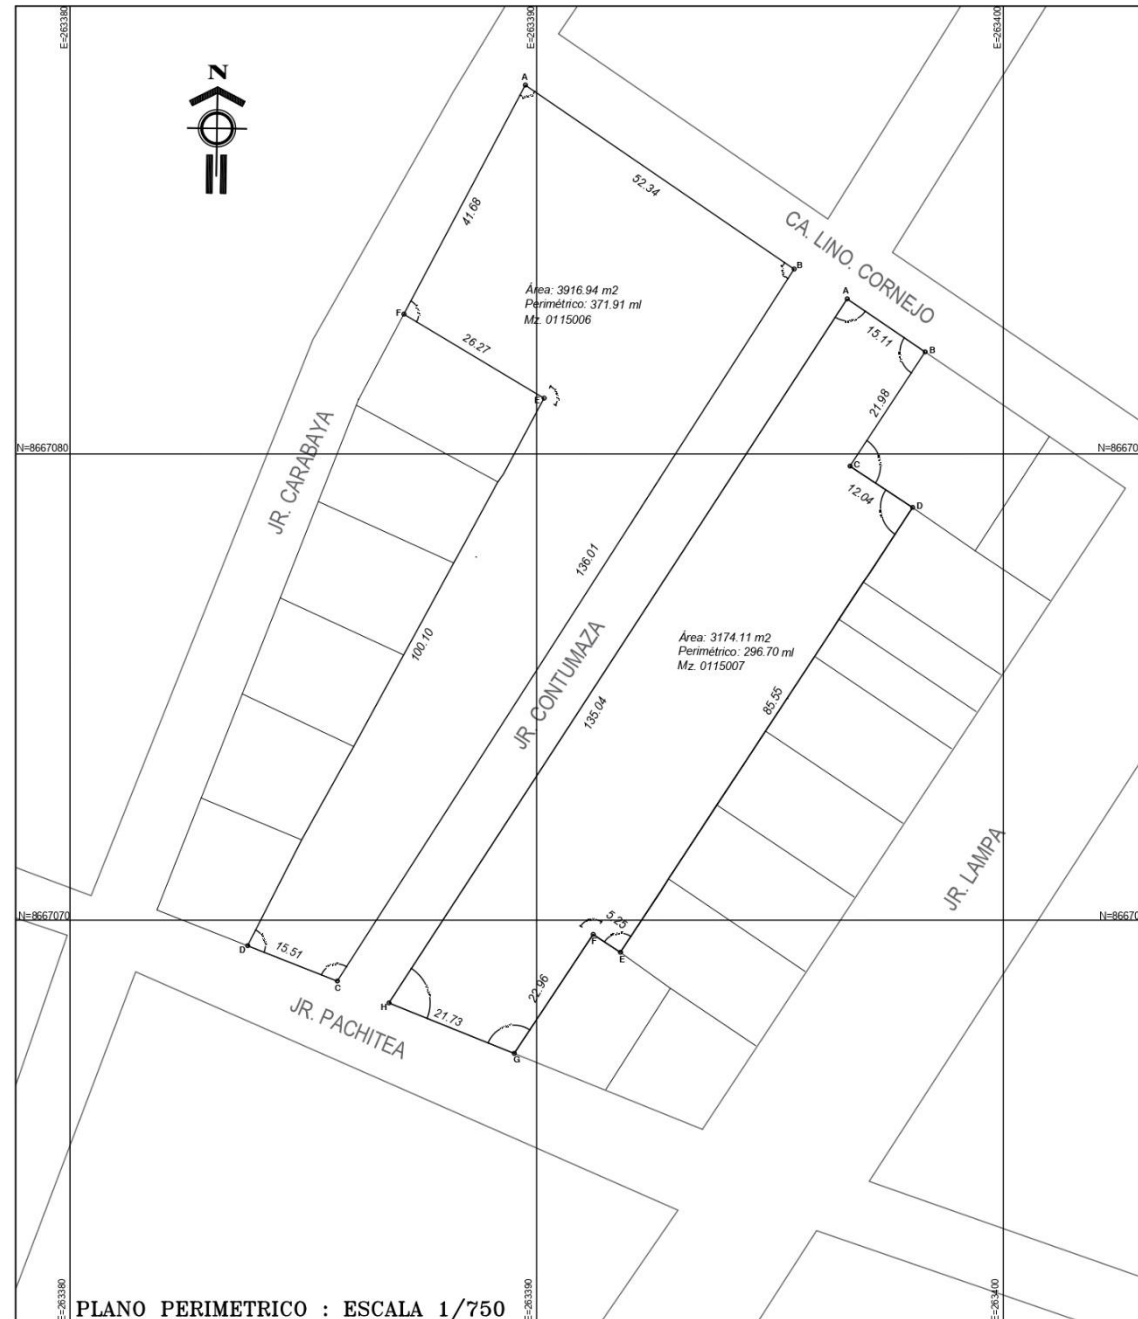 E=263380
E=263390
E=263400
N
A
52.34
41.68
CA. LINO. CORNEJO
B
A
Área: 3916.94 m2
Perimétrico: 371.91 ml
Mz. 0115006
F
15.11
26.27
B
E
21.98
JR. CARABAYA
N=8667080
N=86670
C
12.04
D
136.01
100.10
Área: 3174.11 m2
Perimétrico: 296.70 ml
Mz. 0115007
JR. CONTUMAZA
135.04
85.55
JR. LAMPA
N=8667070
N=86670
5.25
F
D
15.51
E
C
22.96
H
21.73
JR. PACHITEA
G
E=263380
E=263390
E=263400
PLANO PERIMETRICO : ESCALA 1/750